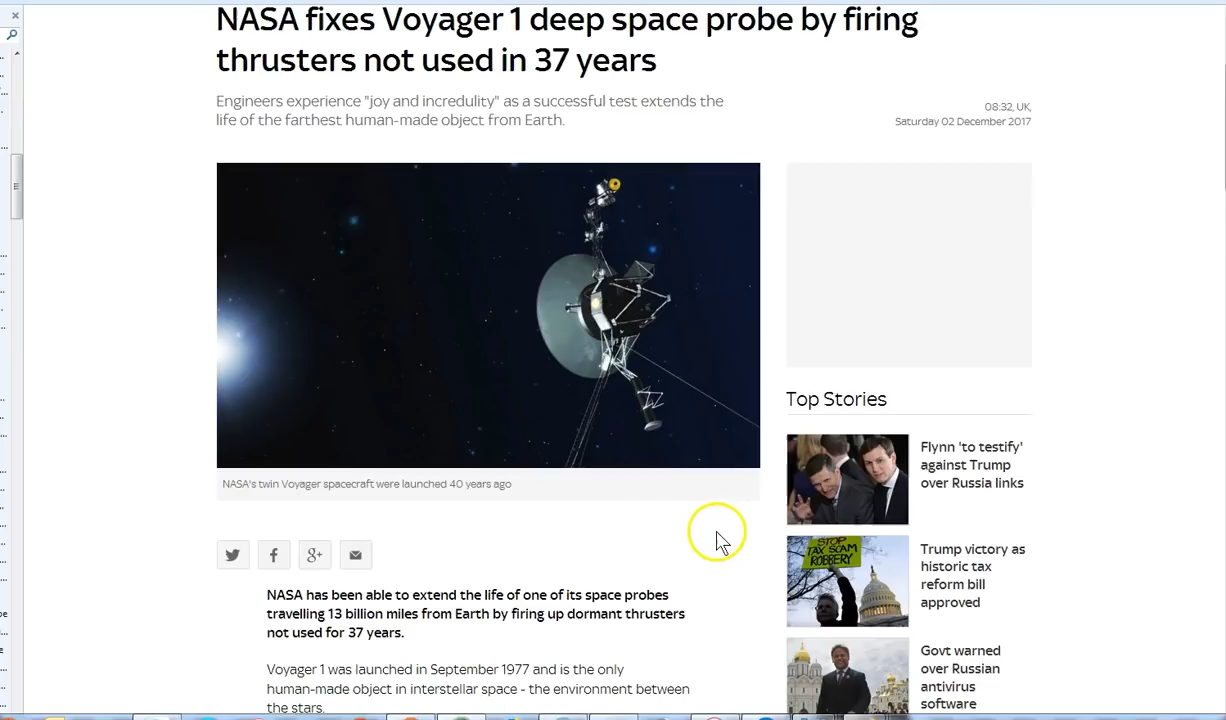 NASA fixes Voyager 1 deep space probe by firing
thrusters not used in 37 years
Engineers experience "joy and incredulity" as a successful test extends the
life of the farthest human-made object from Earth.
08:32, UK,
Saturday 02 December 2017
NASA's twin Voyager spacecraft were launched 40 years ago
NASA has been able to extend the life of one of its space probes
travelling 13 billion miles from Earth by firing up dormant thrusters
not used for 37 years.
Voyager 1 was launched in September 1977 and is the only
human-made object in interstellar space - the environment between
the stars.
Top Stories
Flynn 'to testify'
against Trump
over Russia links
STOP
TAX SCAM
ROBBERY
Trump victory as
historic tax
reform bill
approved
Govt warned
over Russian
antivirus
software